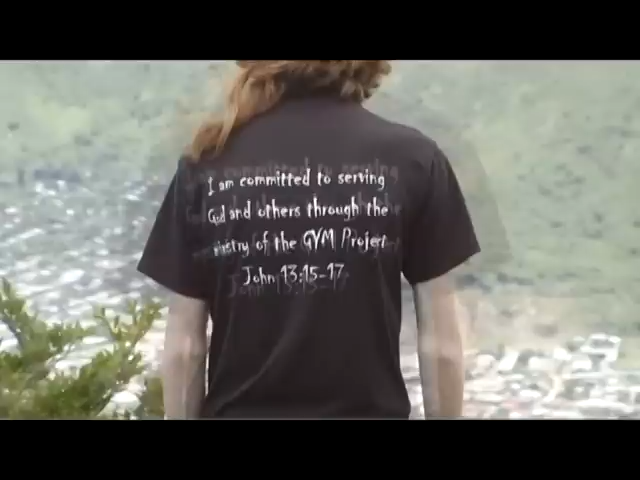 I am committed to serving
God and others through the
ministry of the GYM Project
John 13:15-17